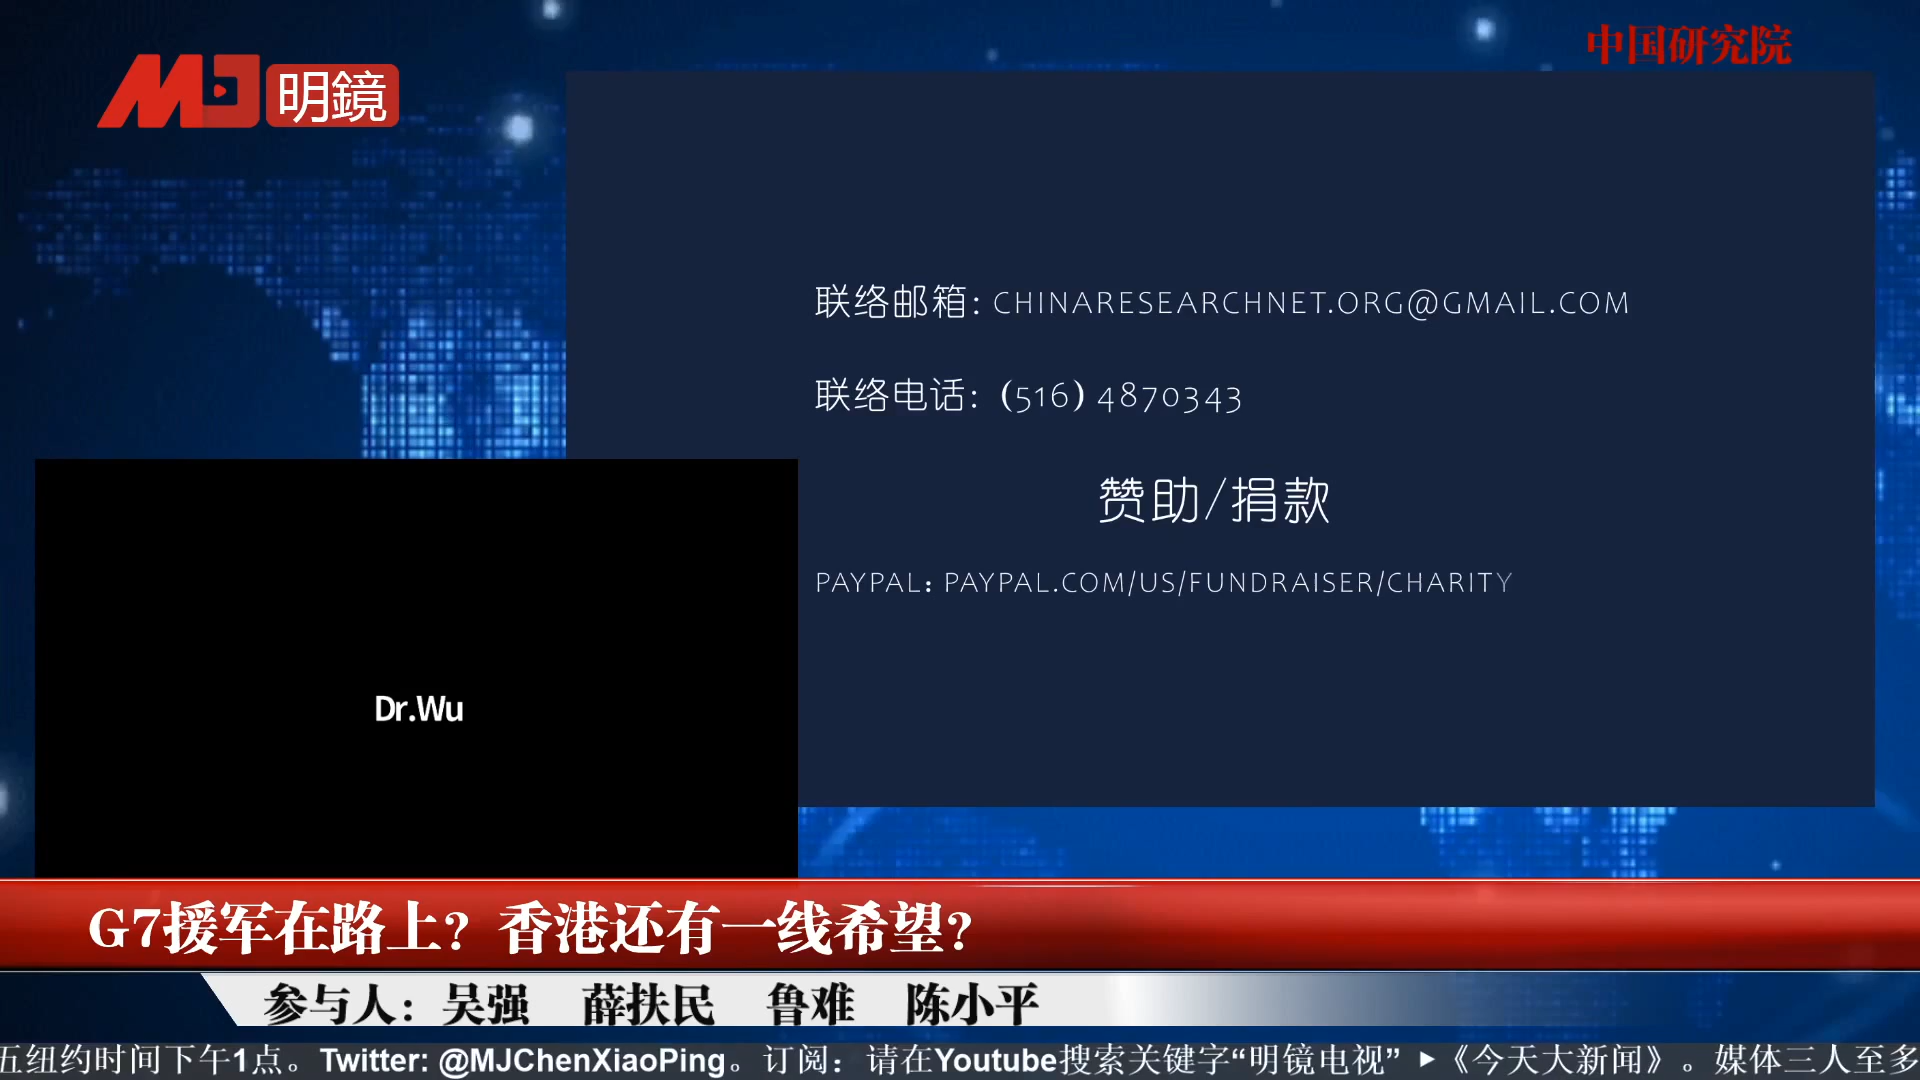 中国研究院
MJ 明鏡
联络邮箱: CHINARESEARCHNET.ORG@GMAIL.COM
联络电话: (516) 4870343
赞助/捐款
PAYPAL: PAYPAL.COM/US/FUNDRAISER/CHARITY
Dr.Wu
G7援军在路上？香港还有一线希望？
参与人：吴强 薛扶民 鲁难 陈小平
五纽约时间下午1点。Twitter: @MJChenXiaoPing。订阅：请在Youtube搜索关键字“明镜电视” ▶《今天大新闻》。媒体三人至多